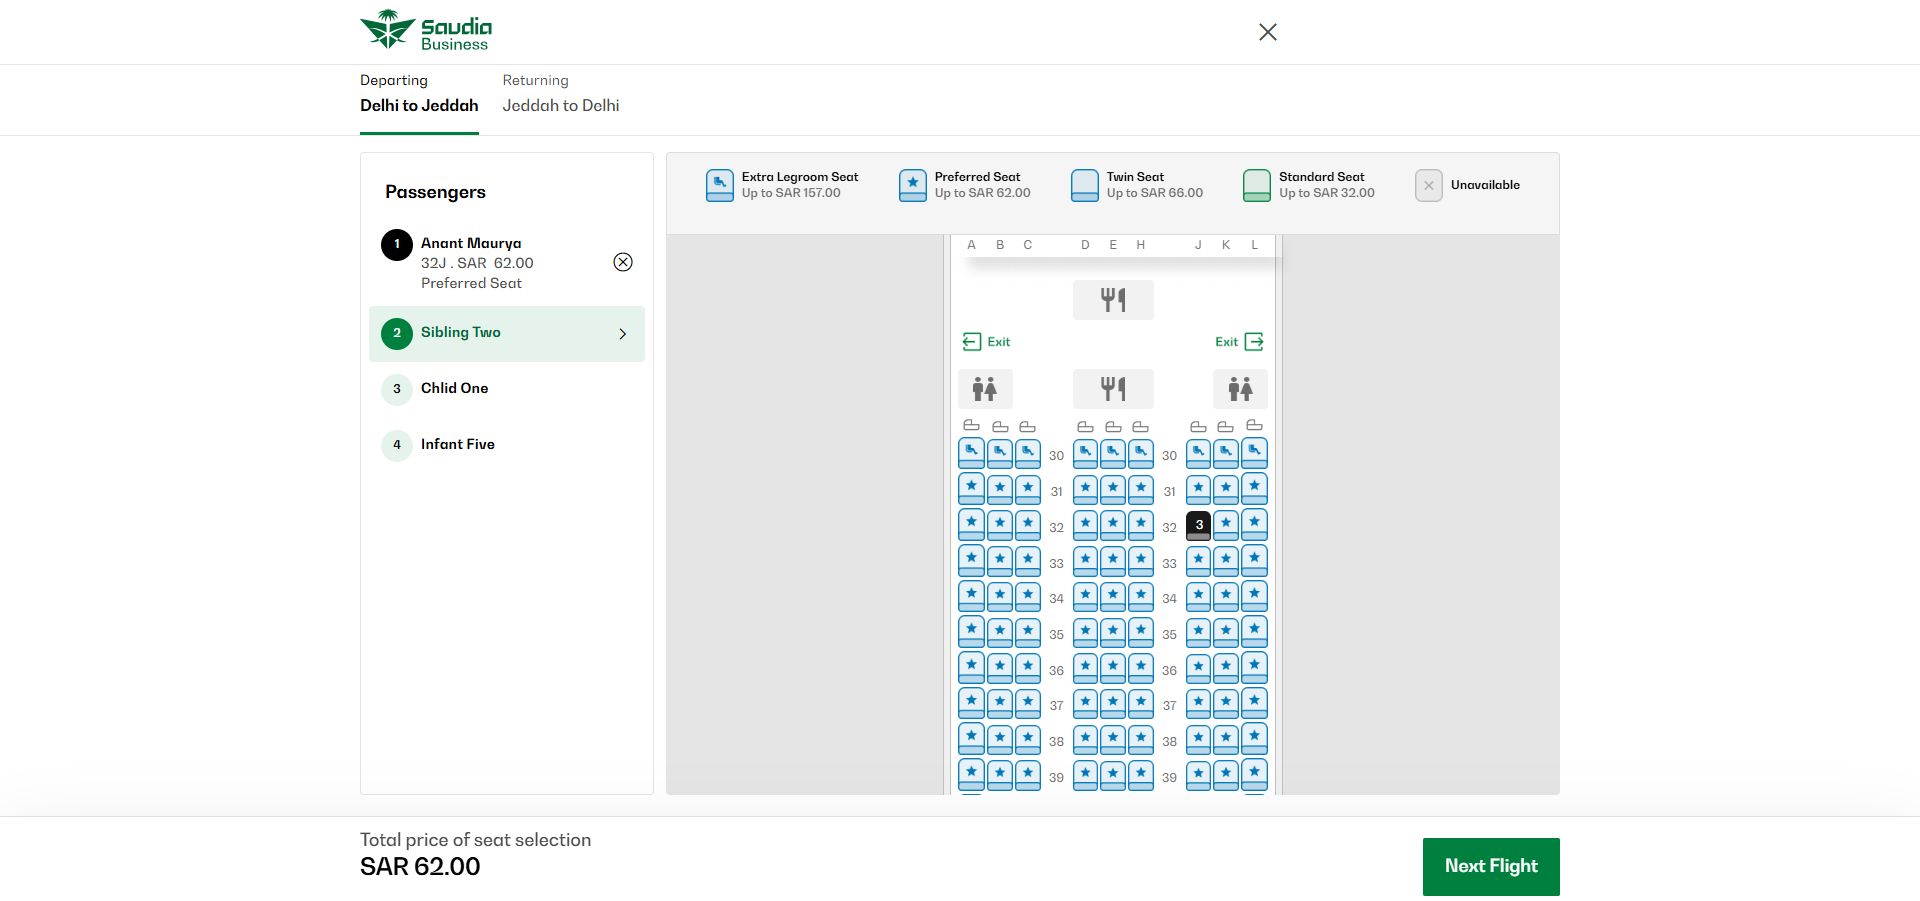 Saudia
Business
Departing
Delhi to Jeddah
Returning
Jeddah to Delhi
Passengers
1
Anant Maurya
32J . SAR 62.00
Preferred Seat
2
Sibling Two
3
Chlid One
4
Infant Five
Extra Legroom Seat
Up to SAR 157.00
Preferred Seat
Up to SAR 62.00
Twin Seat
Up to SAR 66.00
Standard Seat
Up to SAR 32.00
Unavailable
A B C D E H J K L
Exit
Exit
30 30
31 31
32 3 32
33 33
34 34
35 35
36 36
37 37
38 38
39 39
Total price of seat selection
SAR 62.00
Next Flight